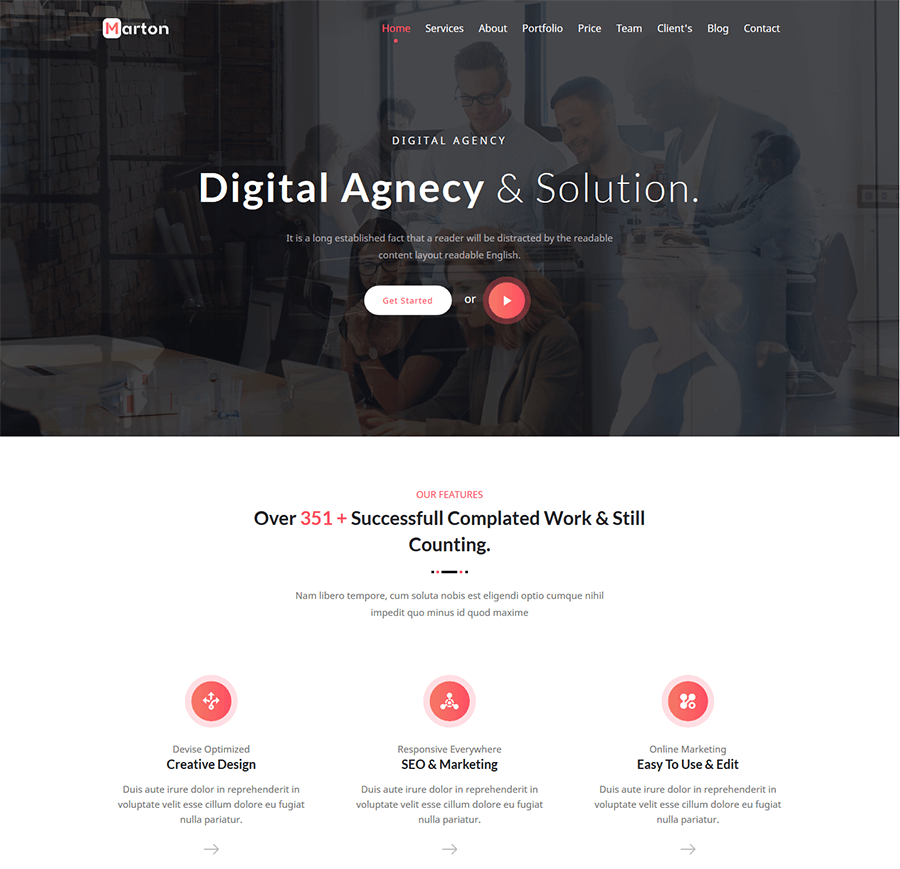 Marton
Home Services About Portfolio Price Team Client's Blog Contact
DIGITAL AGENCY
Digital Agnecy & Solution.
It is a long established fact that a reader will be distracted by the readable
content layout readable English.
Get Started or
OUR FEATURES
Over 351 + Successfull Complated Work & Still
Counting.
Nam libero tempore, cum soluta nobis est eligendi optio cumque nihil
impedit quo minus id quod maxime
Devise Optimized
Creative Design
Duis aute irure dolor in reprehenderit in
voluptate velit esse cillum dolore eu fugiat
nulla pariatur.
Responsive Everywhere
SEO & Marketing
Duis aute irure dolor in reprehenderit in
voluptate velit esse cillum dolore eu fugiat
nulla pariatur.
Online Marketing
Easy To Use & Edit
Duis aute irure dolor in reprehenderit in
voluptate velit esse cillum dolore eu fugiat
nulla pariatur.